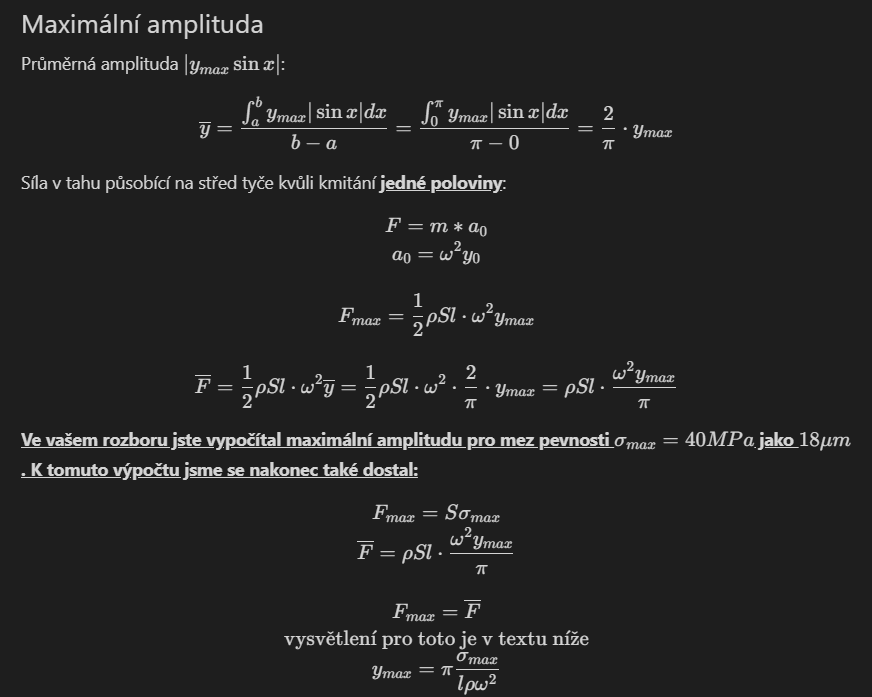 Maximální amplituda
Průměrná amplituda $|y_{max} \sin x|$:
$\overline{y} = \frac{\int_a^b y_{max}|\sin x|dx}{b-a} = \frac{\int_0^\pi y_{max}|\sin x|dx}{\pi - 0} = \frac{2}{\pi} \cdot y_{max}$
Síla v tahu působící na střed tyče kvůli kmitání jedné poloviny:
$F = m * a_0$
$a_0 = \omega^2 y_0$
$F_{max} = \frac{1}{2} \rho Sl \cdot \omega^2 y_{max}$
$\overline{F} = \frac{1}{2} \rho Sl \cdot \omega^2 \overline{y} = \frac{1}{2} \rho Sl \cdot \omega^2 \cdot \frac{2}{\pi} \cdot y_{max} = \rho Sl \cdot \frac{\omega^2 y_{max}}{\pi}$
Ve vašem rozboru jste vypočítal maximální amplitudu pro mez pevnosti $\sigma_{max} = 40MPa$ jako $18\mu m$
. K tomuto výpočtu jsme se nakonec také dostal:
$F_{max} = S\sigma_{max}$
$\overline{F} = \rho Sl \cdot \frac{\omega^2 y_{max}}{\pi}$
$F_{max} = \overline{F}$
vysvětlení pro toto je v textu níže
$y_{max} = \pi \frac{\sigma_{max}}{l\rho\omega^2}$